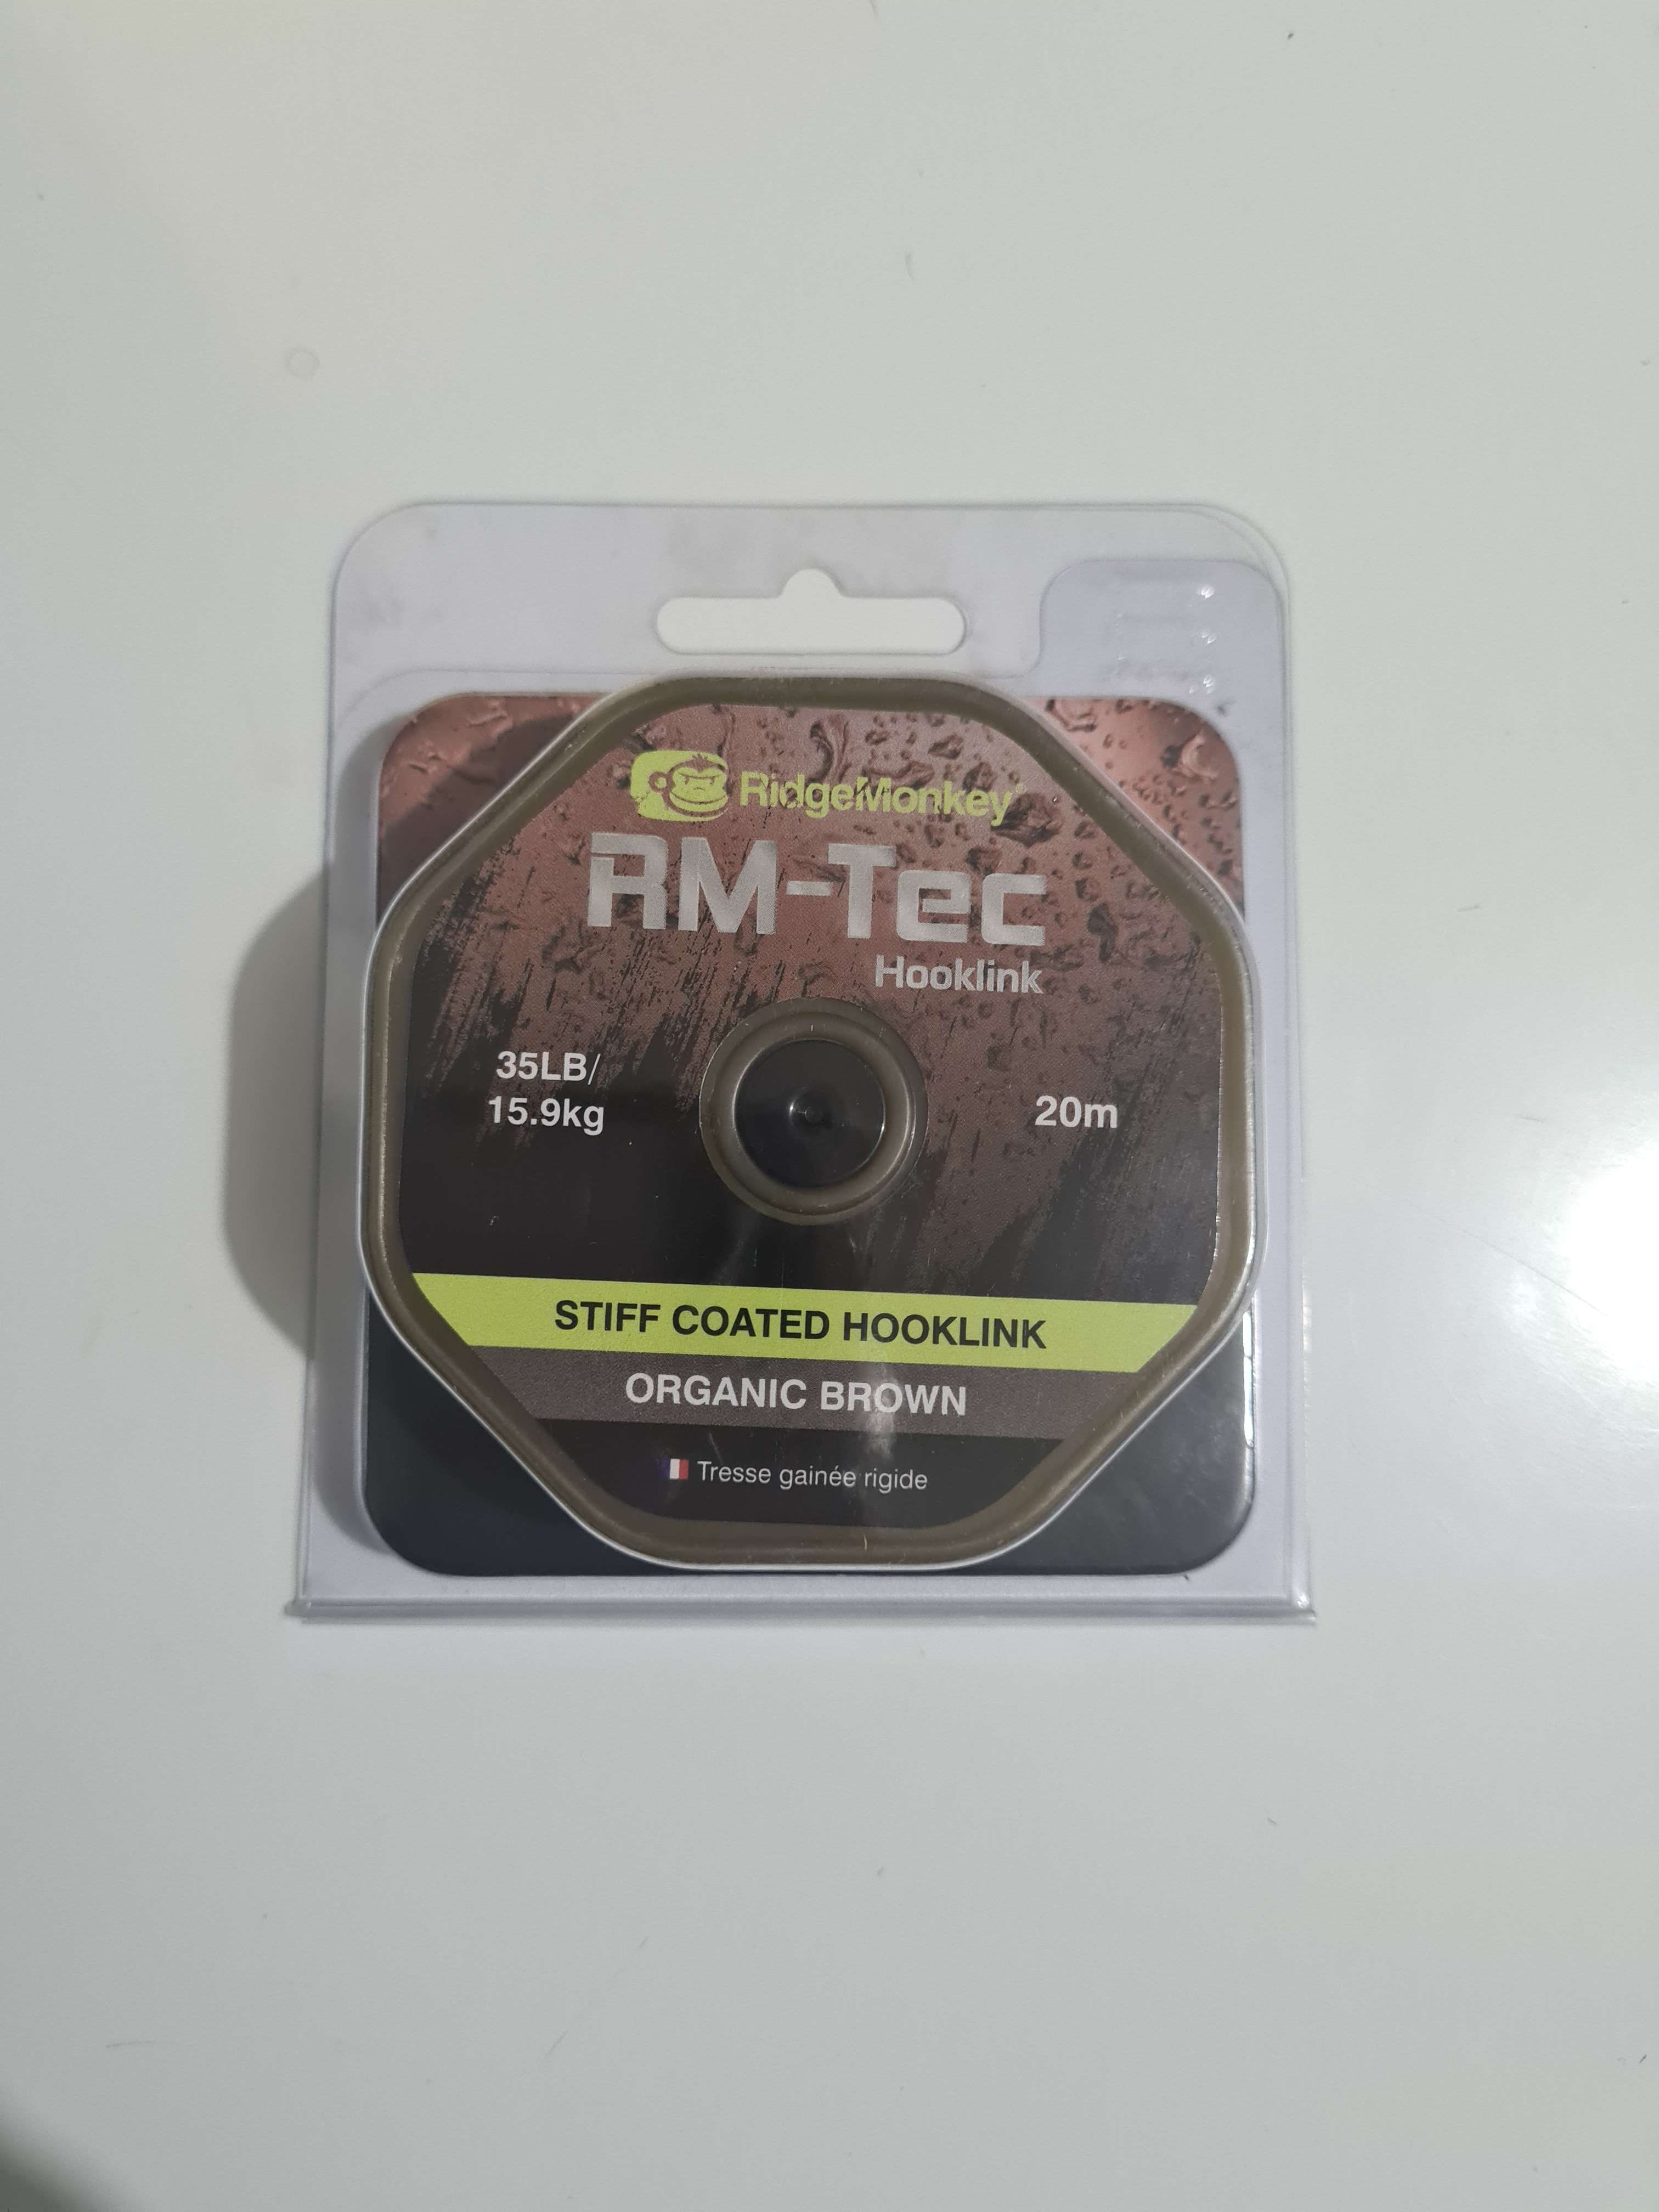 RidgeMonkey®
RM-Tec
Hooklink
35LB/
15.9kg
20m
STIFF COATED HOOKLINK
ORGANIC BROWN
Tresse gainée rigide